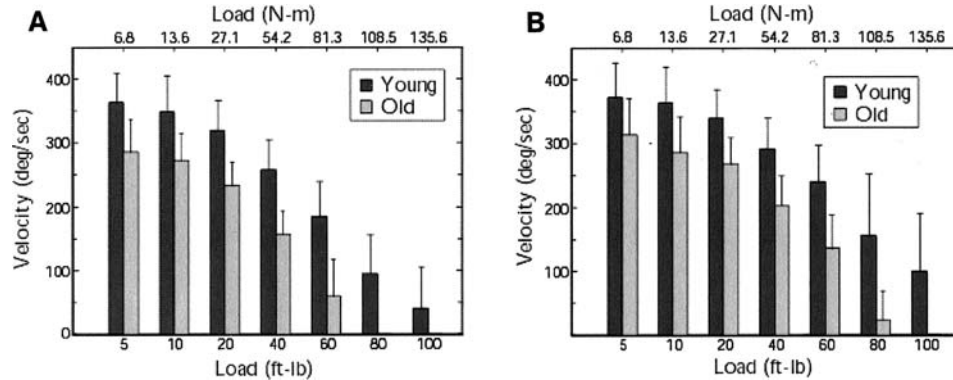 A
Load (N-m)
6.8 13.6 27.1 54.2 81.3 108.5 135.6
400
300
200
100
0
Velocity (deg/sec)
Young
Old
5 10 20 40 60 80 100
Load (ft-lb)
B
Load (N-m)
6.8 13.6 27.1 54.2 81.3 108.5 135.6
400
300
200
100
Velocity (deg/sec)
Young
Old
5 10 20 40 60 80 100
Load (ft-lb)